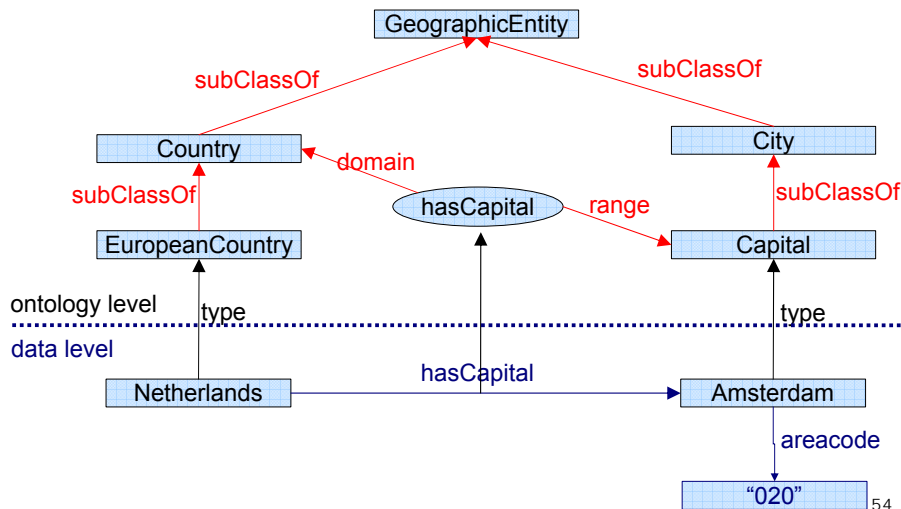 GeographicEntity
subClassOf
subClassOf
Country
City
domain
subClassOf
hasCapital
range
subClassOf
EuropeanCountry
Capital
ontology level
type
type
data level
hasCapital
Netherlands
Amsterdam
areacode
“020”
54